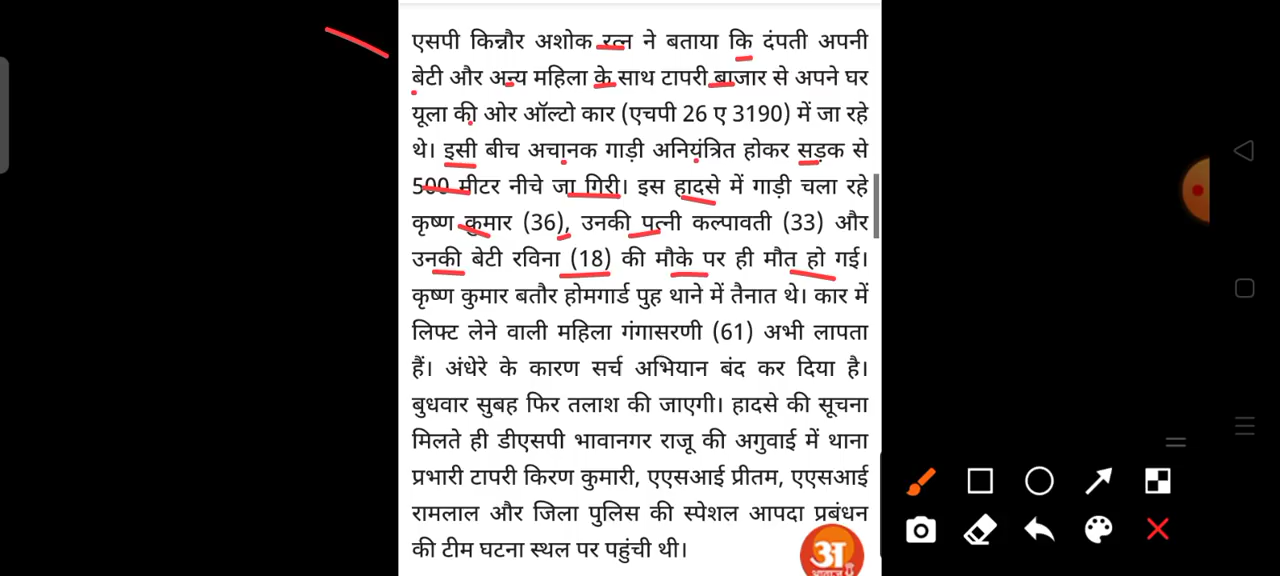 एसपी किन्नौर अशोक रत्न ने बताया कि दंपती अपनी
बेटी और अन्य महिला के साथ टापरी बाजार से अपने घर
यूला की ओर ऑल्टो कार (एचपी 26 ए 3190) में जा रहे
थे। इसी बीच अचानक गाड़ी अनियंत्रित होकर सड़क से
500 मीटर नीचे जा गिरी। इस हादसे में गाड़ी चला रहे
कृष्ण कुमार (36), उनकी पत्नी कल्पावती (33) और
उनकी बेटी रविना (18) की मौके पर ही मौत हो गई।
कृष्ण कुमार बतौर होमगार्ड पुह थाने में तैनात थे। कार में
लिफ्ट लेने वाली महिला गंगासरणी (61) अभी लापता
हैं। अंधेरे के कारण सर्च अभियान बंद कर दिया है।
बुधवार सुबह फिर तलाश की जाएगी। हादसे की सूचना
मिलते ही डीएसपी भावानगर राजू की अगुवाई में थाना
प्रभारी टापरी किरण कुमारी, एएसआई प्रीतम, एएसआई
रामलाल और जिला पुलिस की स्पेशल आपदा प्रबंधन
की टीम घटना स्थल पर पहुंची थी।
अ